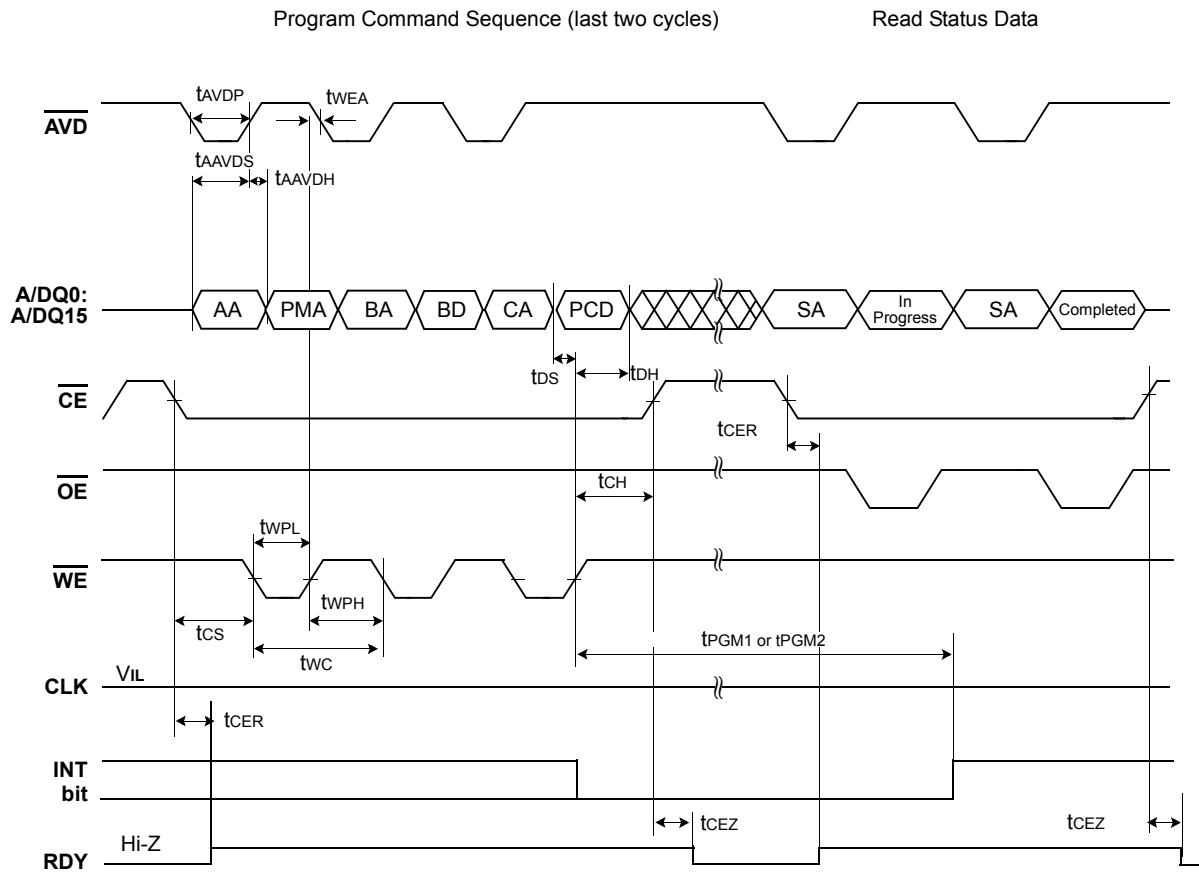 Program Command Sequence (last two cycles) Read Status Data
tAVDP tWEA
AVD
tAAVDS
tAAVDH
A/DQ0:
A/DQ15
AA PMA BA BD CA PCD SA In Progress SA Completed
tDS tDH
CE
tCER
OE
tCH
tWPL
WE
tWPH
tCS
tWC
tPGM1 or tPGM2
VIL
CLK
tCER
INT
bit
tCEZ tCEZ
Hi-Z
RDY